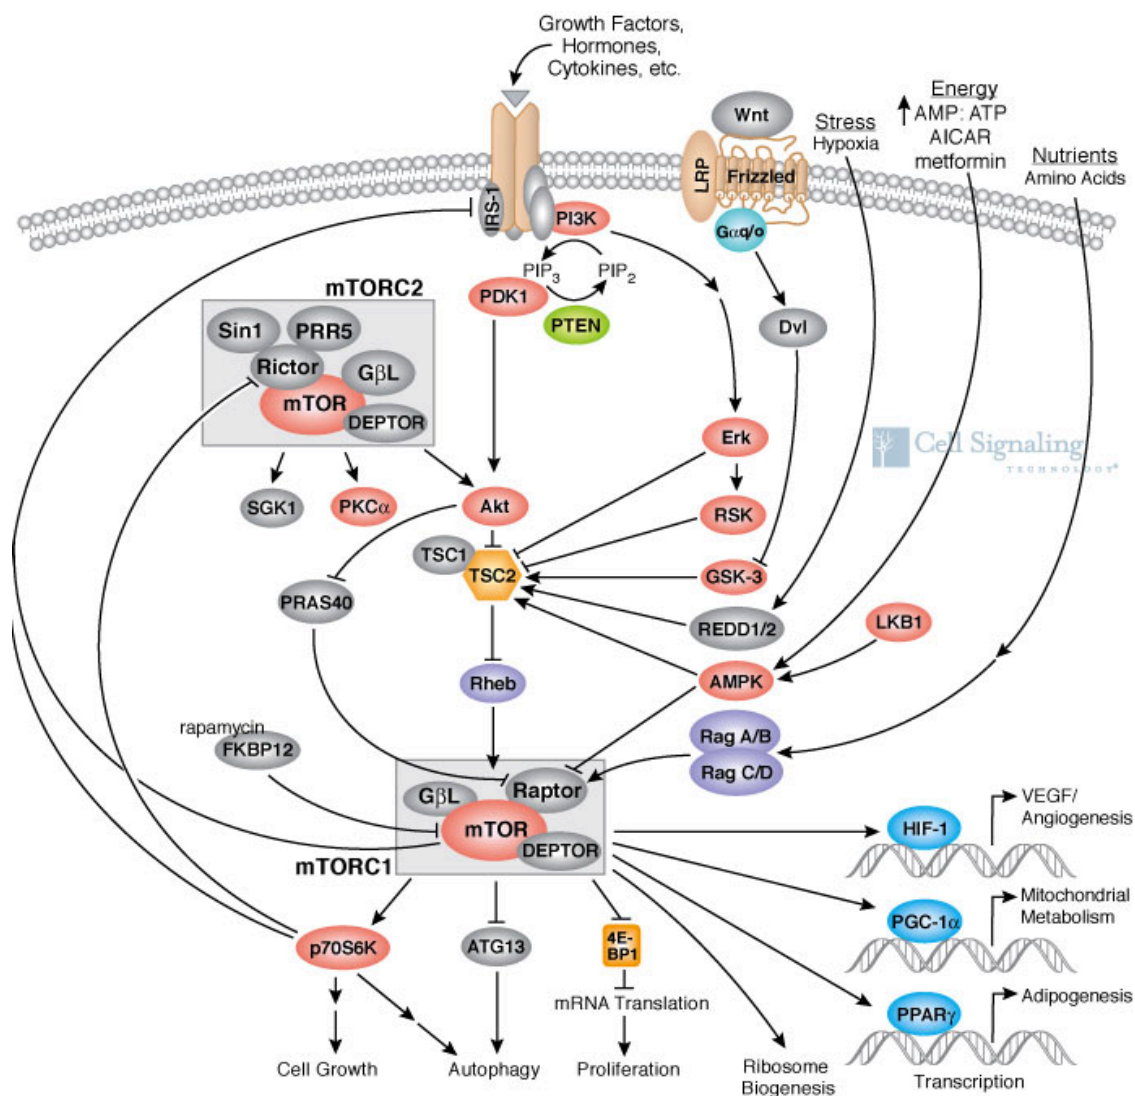 Growth Factors,
Hormones,
Cytokines, etc.
Wnt
Stress
Hypoxia
Energy
AMP: ATP
AICAR
metformin
Nutrients
Amino Acids
LRP
Frizzled
IRS-1
PI3K
Gαq/o
PIP3
PIP2
PDK1
PTEN
Dvl
mTORC2
Sin1
PRR5
Rictor
GβL
mTOR
DEPTOR
Erk
Cell Signaling
TECHNOLOGY®
SGK1
PKCα
Akt
RSK
TSC1
TSC2
GSK-3
PRAS40
REDD1/2
LKB1
Rheb
AMPK
rapamycin
FKBP12
Rag A/B
Rag C/D
GβL
Raptor
mTOR
DEPTOR
mTORC1
HIF-1
VEGF/
Angiogenesis
PGC-1α
Mitochondrial
Metabolism
p70S6K
ATG13
4E-
BP1
mRNA Translation
PPARγ
Adipogenesis
Cell Growth
Autophagy
Proliferation
Ribosome
Biogenesis
Transcription